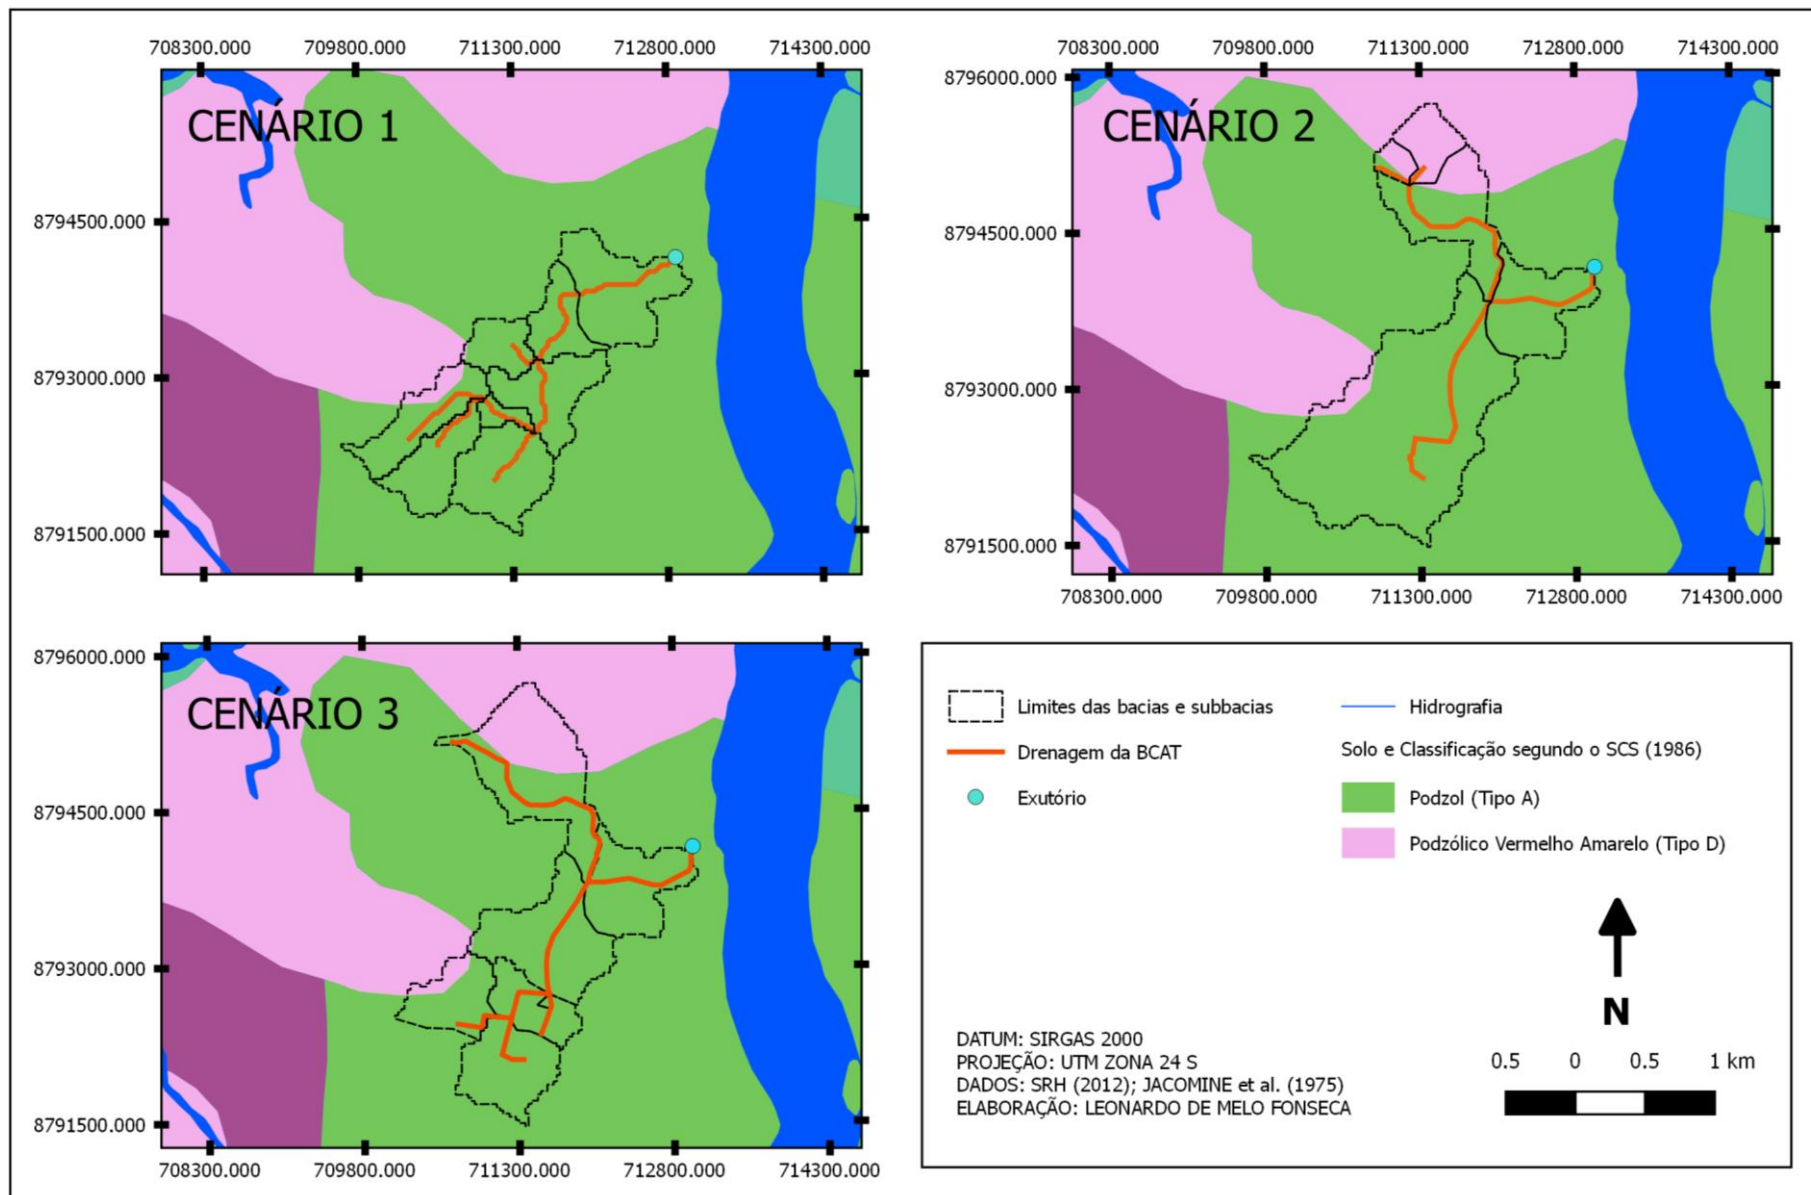 708300.000 709800.000 711300.000 712800.000 714300.000
CENÁRIO 1
8794500.000
8793000.000
8791500.000
708300.000 709800.000 711300.000 712800.000 714300.000
8796000.000
CENÁRIO 2
8794500.000
8793000.000
8791500.000
708300.000 709800.000 711300.000 712800.000 714300.000
8796000.000
CENÁRIO 3
8794500.000
8793000.000
8791500.000
708300.000 709800.000 711300.000 712800.000 714300.000
Limites das bacias e subbacias
Drenagem da BCAT
Exutório
Hidrografia
Solo e Classificação segundo o SCS (1986)
Podzol (Tipo A)
Podzólico Vermelho Amarelo (Tipo D)
N
DATUM: SIRGAS 2000
PROJEÇÃO: UTM ZONA 24 S
DADOS: SRH (2012); JACOMINE et al. (1975)
ELABORAÇÃO: LEONARDO DE MELO FONSECA
0.5 0 0.5 1 km